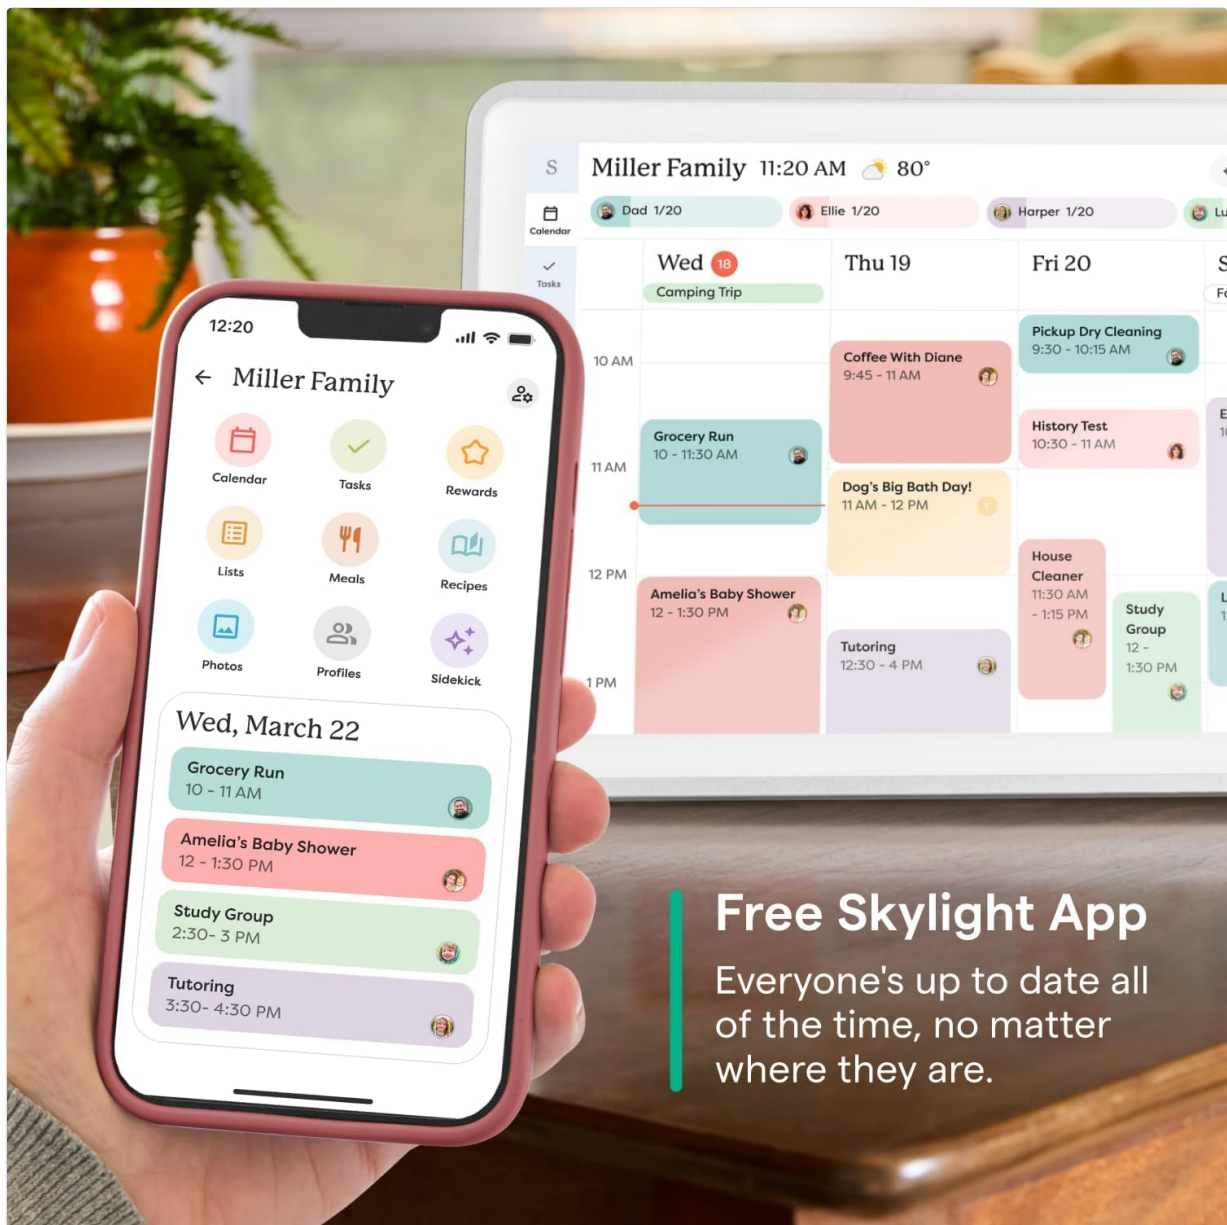 S
Miller Family 11:20 AM 80°
Dad 1/20
Ellie 1/20
Harper 1/20
Lu
Calendar
Tasks
Wed 18
Thu 19
Fri 20
S
Camping Trip
Fo
10 AM
11 AM
12 PM
1 PM
Grocery Run
10 - 11:30 AM
Amelia's Baby Shower
12 - 1:30 PM
Coffee With Diane
9:45 - 11 AM
Dog's Big Bath Day!
11 AM - 12 PM
Tutoring
12:30 - 4 PM
Pickup Dry Cleaning
9:30 - 10:15 AM
History Test
10:30 - 11 AM
House
Cleaner
11:30 AM
- 1:15 PM
Study
Group
12 -
1:30 PM
E
L
12:20
Miller Family
Calendar
Tasks
Rewards
Lists
Meals
Recipes
Photos
Profiles
Sidekick
Wed, March 22
Grocery Run
10 - 11 AM
Amelia's Baby Shower
12 - 1:30 PM
Study Group
2:30- 3 PM
Tutoring
3:30- 4:30 PM
Free Skylight App
Everyone's up to date all
of the time, no matter
where they are.